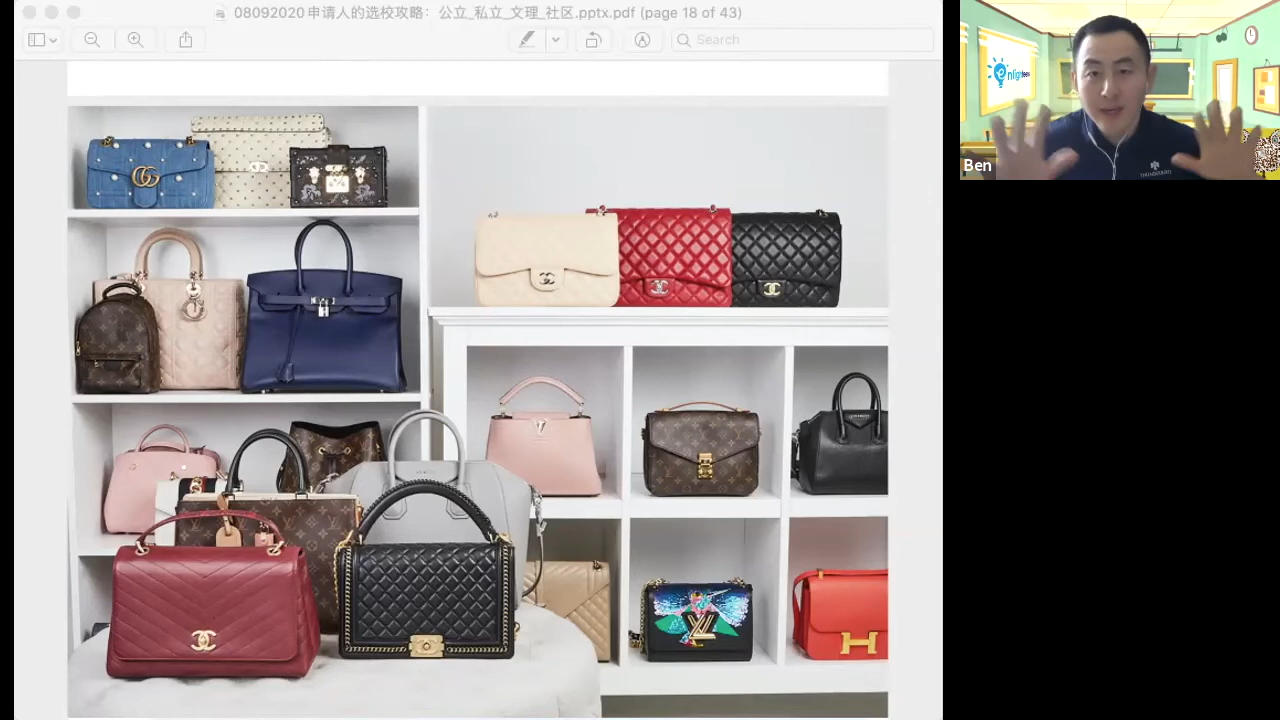 08092020申请人的选校攻略：公立_私立_文理_社区.pptx.pdf (page 18 of 43)
Search
nlighteens
Ben